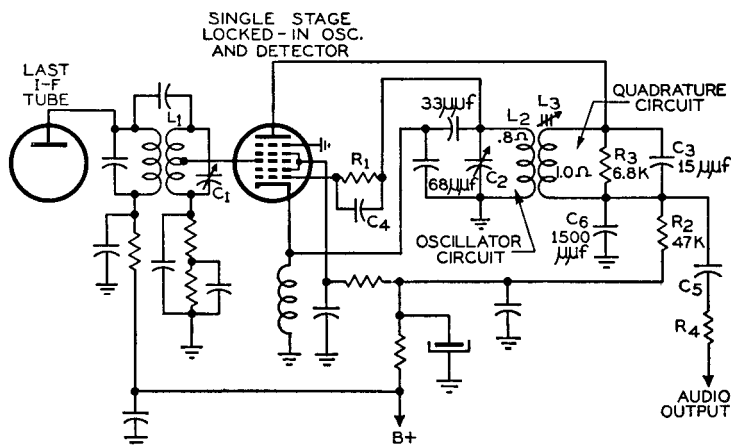 SINGLE STAGE
LOCKED-IN OSC.
AND DETECTOR
LAST
I-F
TUBE
L1
C1
R1
C4
33µµf
68µµf
C2
L2
.8Ω
L3
QUADRATURE
CIRCUIT
1.0Ω
R3
6.8K
C3
15µµf
OSCILLATOR
CIRCUIT
C6
1500
µµf
R2
47K
C5
R4
AUDIO
OUTPUT
B+